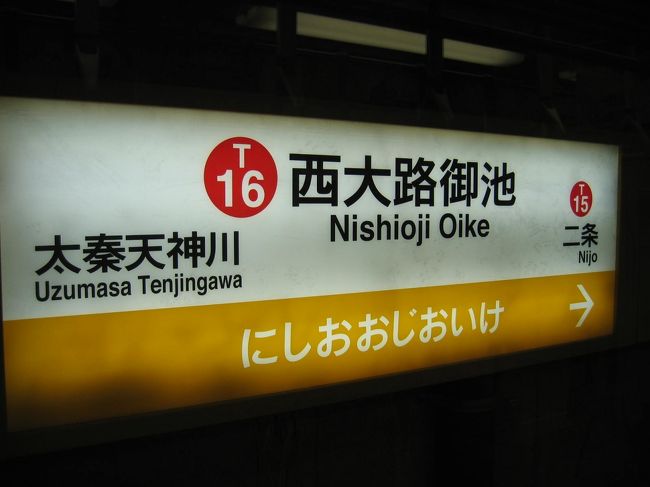 T
16
西大路御池
Nishioji Oike
太秦天神川
Uzumasa Tenjingawa
T
15
二条
Nijo
にしおおじおいけ
→